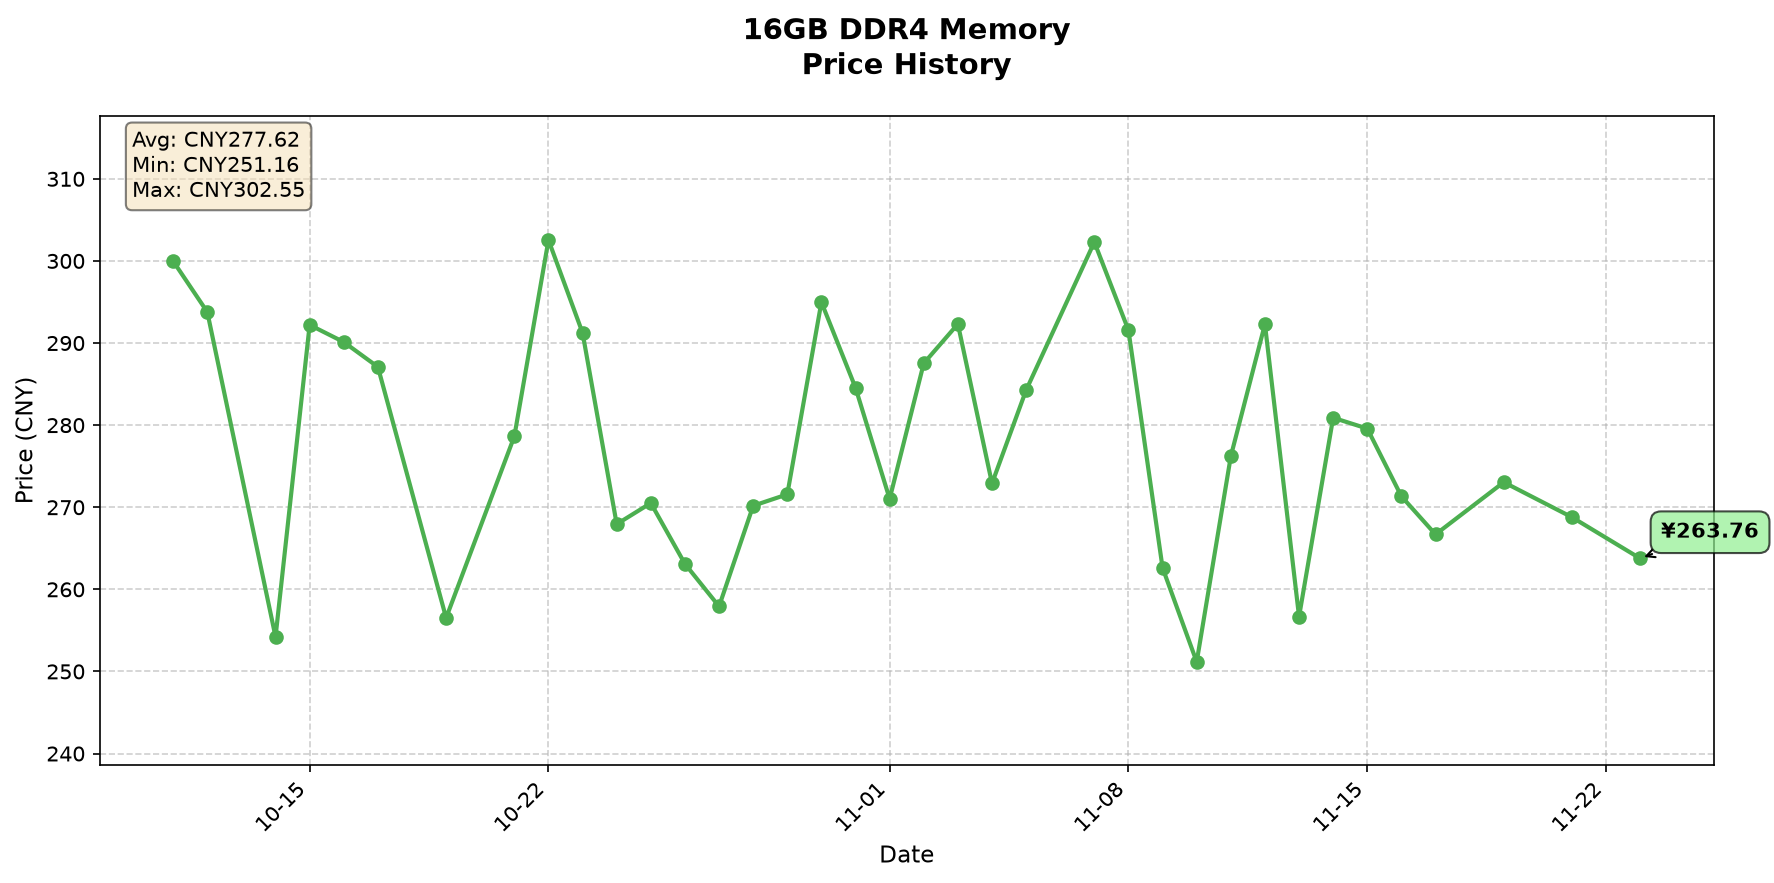 16GB DDR4 Memory
Price History
Avg: CNY277.62
Min: CNY251.16
Max: CNY302.55
310
300
290
280
270
260
250
240
Price (CNY)
¥263.76
10-15
10-22
11-01
11-08
11-15
11-22
Date